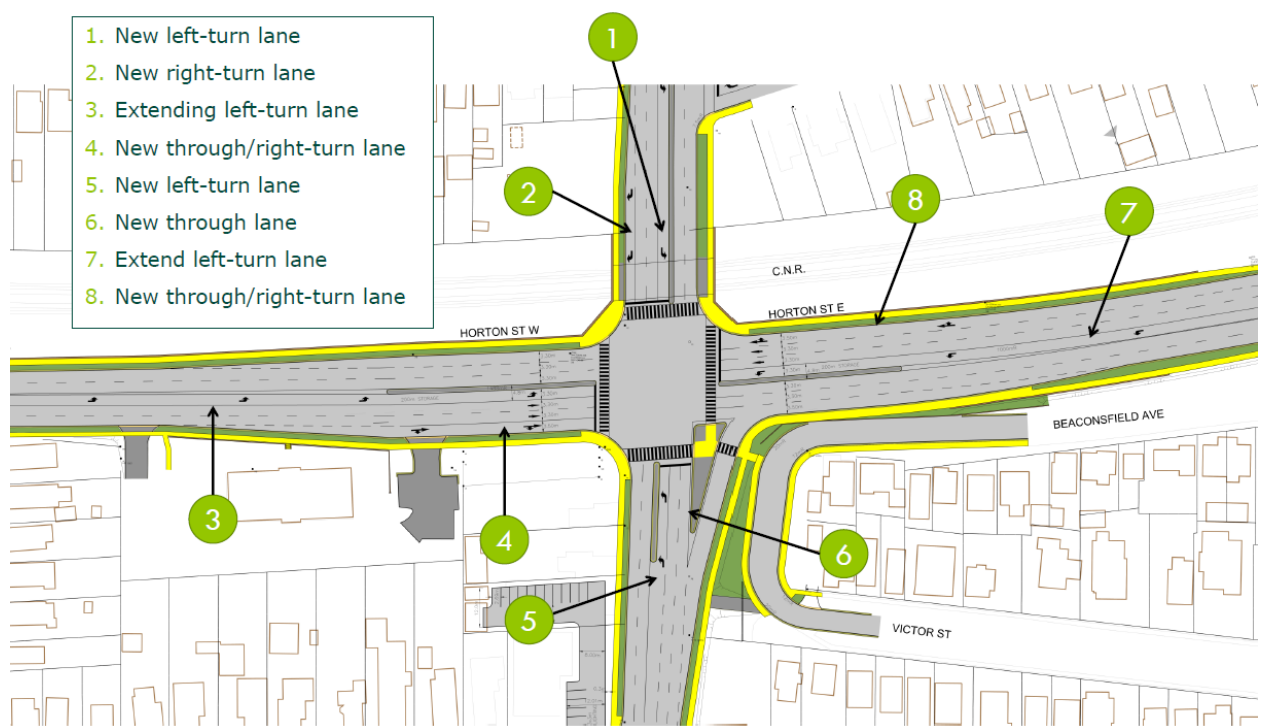 1. New left-turn lane
2. New right-turn lane
3. Extending left-turn lane
4. New through/right-turn lane
5. New left-turn lane
6. New through lane
7. Extend left-turn lane
8. New through/right-turn lane
1
2
8
7
C.N.R.
HORTON ST E
HORTON ST W
BEACONSFIELD AVE
3
4
6
5
VICTOR ST